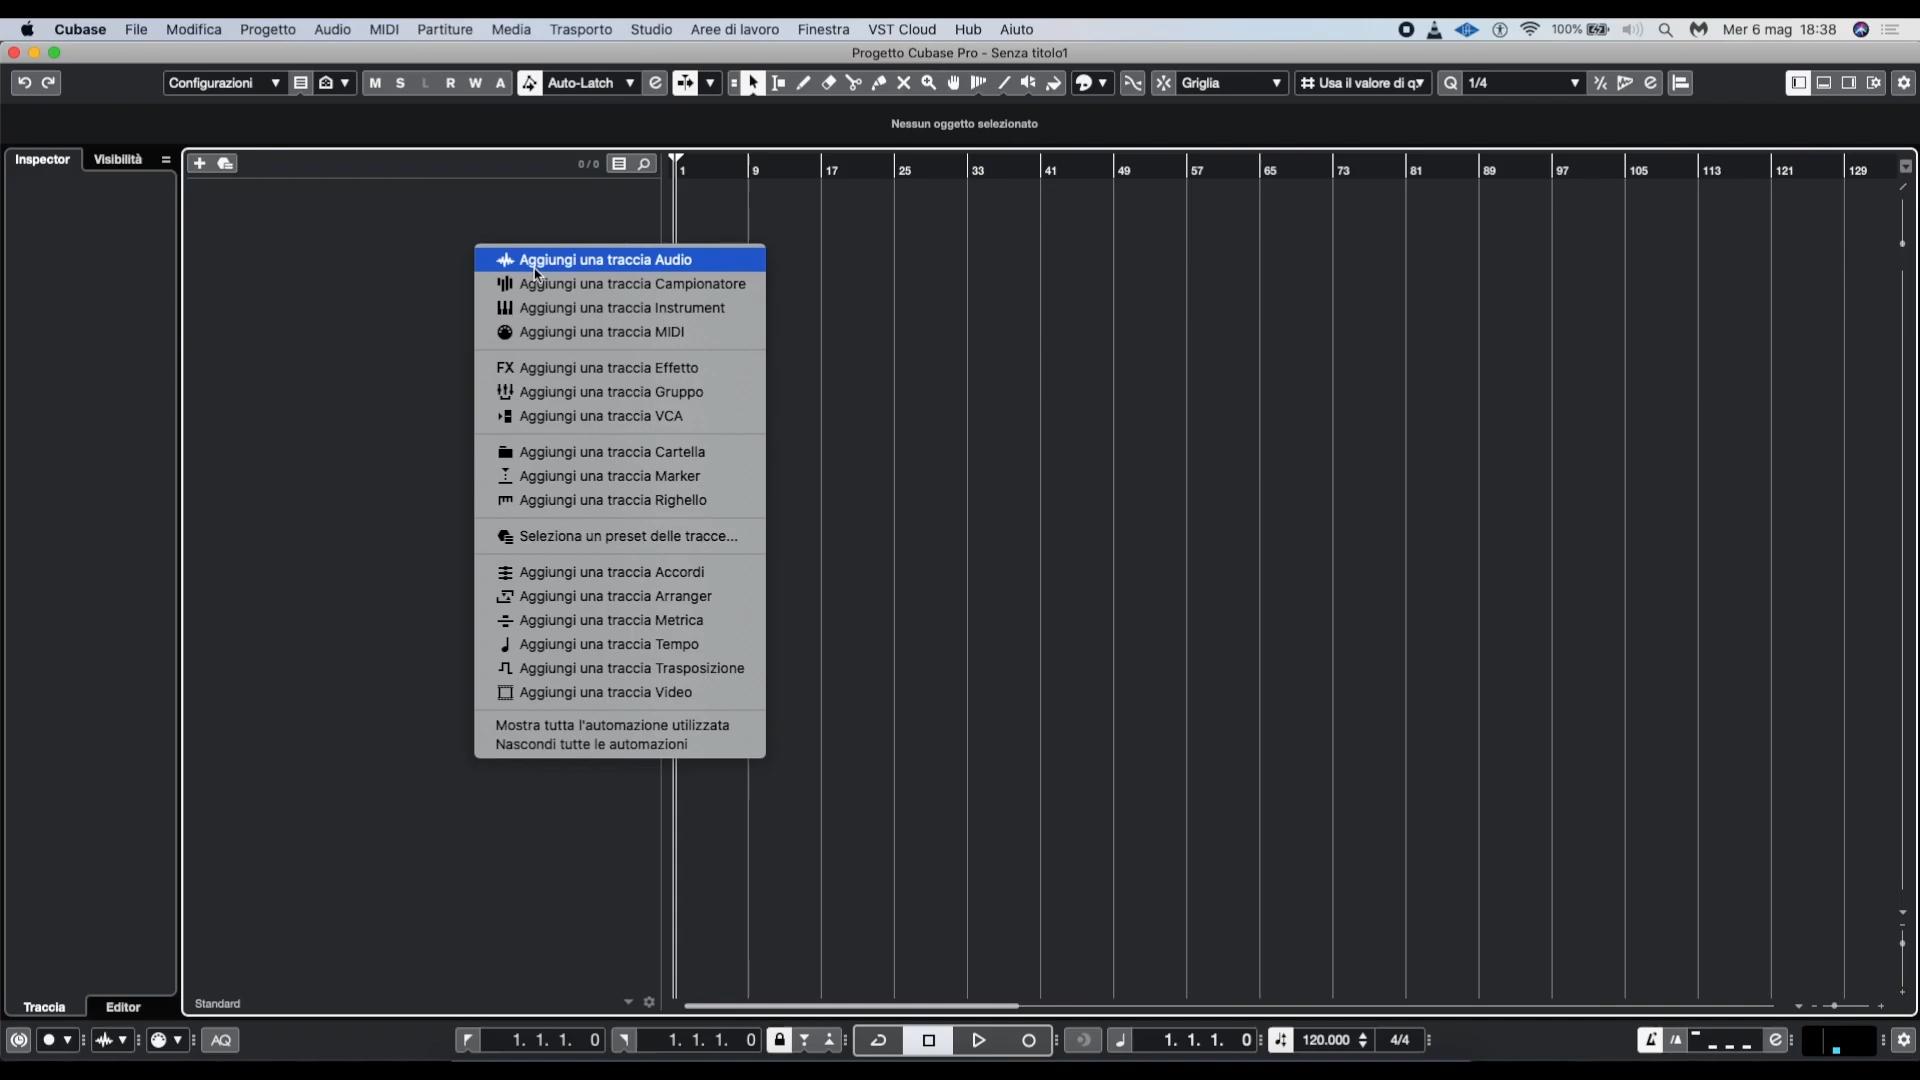 Cubase File Modifica Progetto Audio MIDI Partiture Media Trasporto Studio Aree di lavoro Finestra VST Cloud Hub Aiuto 100% Mer 6 mag 18:38
Progetto Cubase Pro - Senza titolo1
Configurazioni M S L R W A Auto-Latch Griglia Usa il valore di q Q 1/4
Nessun oggetto selezionato
Inspector Visibilità 0/0 1 9 17 25 33 41 49 57 65 73 81 89 97 105 113 121 129
Aggiungi una traccia Audio
Aggiungi una traccia Campionatore
Aggiungi una traccia Instrument
Aggiungi una traccia MIDI
FX Aggiungi una traccia Effetto
Aggiungi una traccia Gruppo
Aggiungi una traccia VCA
Aggiungi una traccia Cartella
Aggiungi una traccia Marker
Aggiungi una traccia Righello
Seleziona un preset delle tracce...
Aggiungi una traccia Accordi
Aggiungi una traccia Arranger
Aggiungi una traccia Metrica
Aggiungi una traccia Tempo
Aggiungi una traccia Trasposizione
Aggiungi una traccia Video
Mostra tutta l'automazione utilizzata
Nascondi tutte le automazioni
Traccia Editor Standard
AQ 1. 1. 1. 0 1. 1. 1. 0 1. 1. 1. 0 120.000 4/4